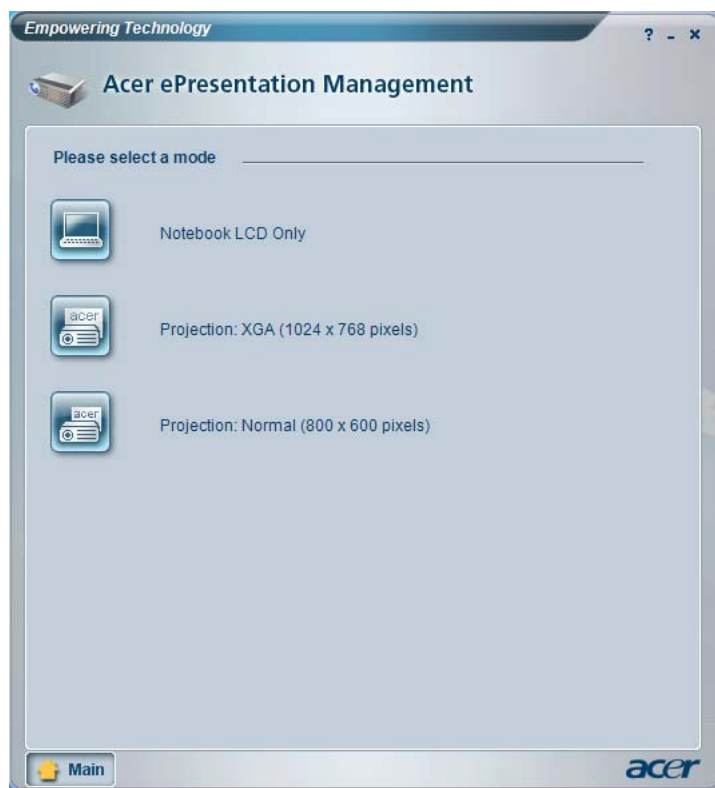 Empowering Technology
? - ×
Acer ePresentation Management
Please select a mode
Notebook LCD Only
acer
Projection: XGA (1024 x 768 pixels)
acer
Projection: Normal (800 x 600 pixels)
Main
acer